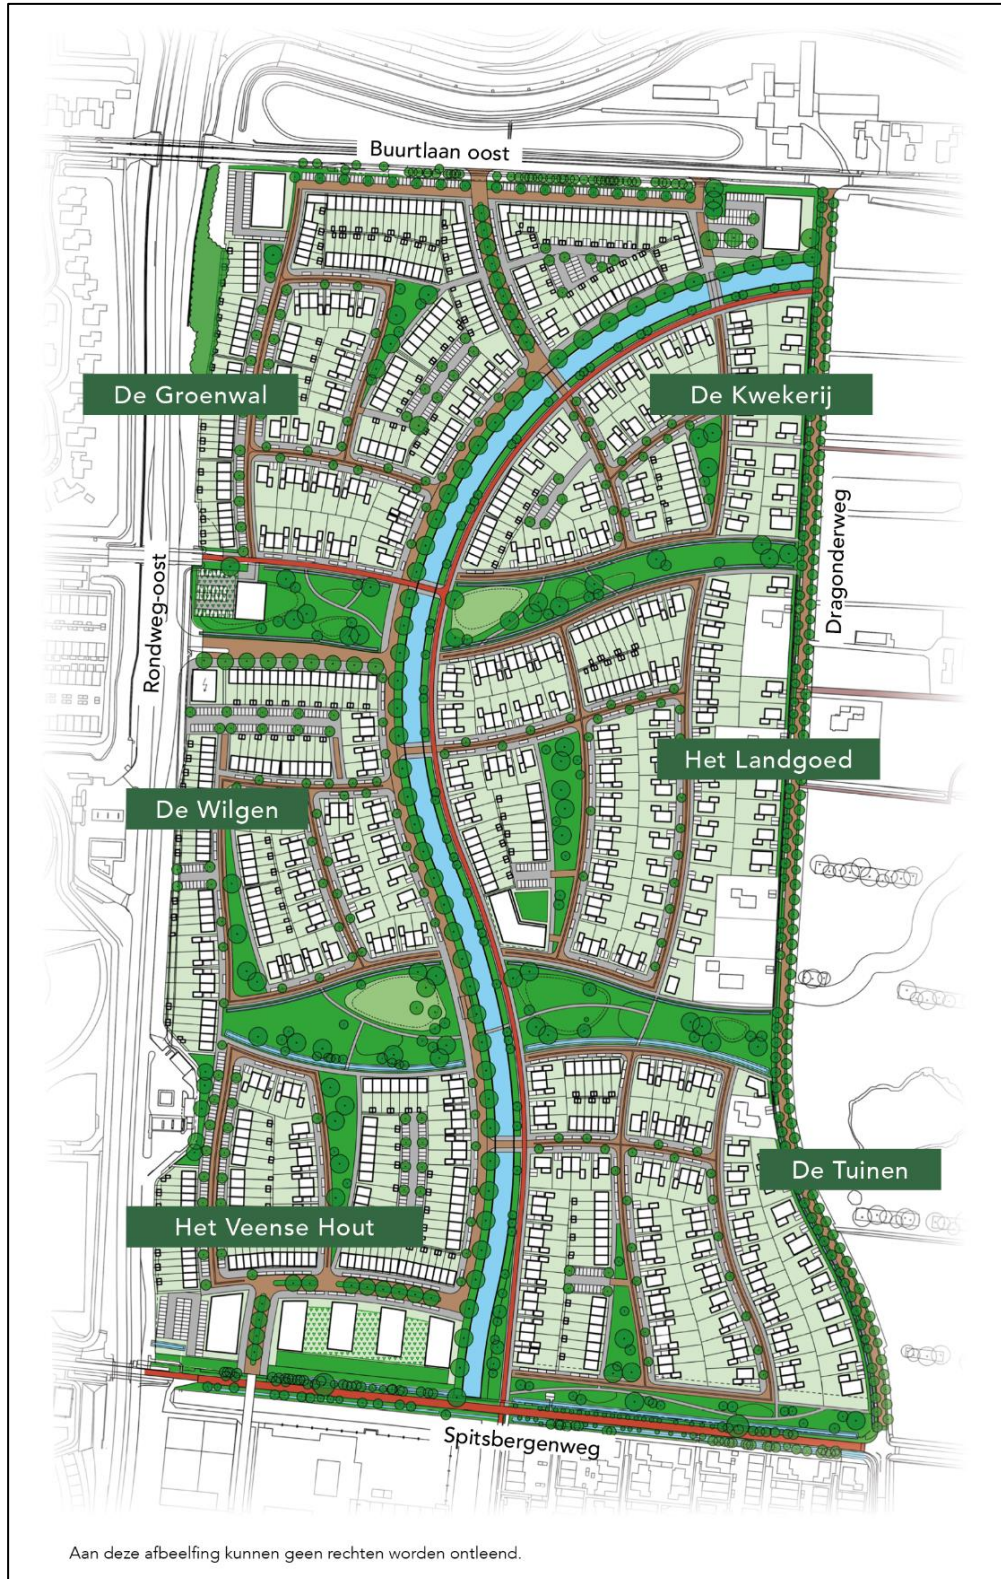 Buurtlaan oost
De Groenwal
De Kwekerij
Dragonderweg
Rondweg-oost
Het Landgoed
De Wilgen
De Tuinen
Het Veense Hout
Spitsbergenweg
Aan deze afbeelfing kunnen geen rechten worden ontleend.